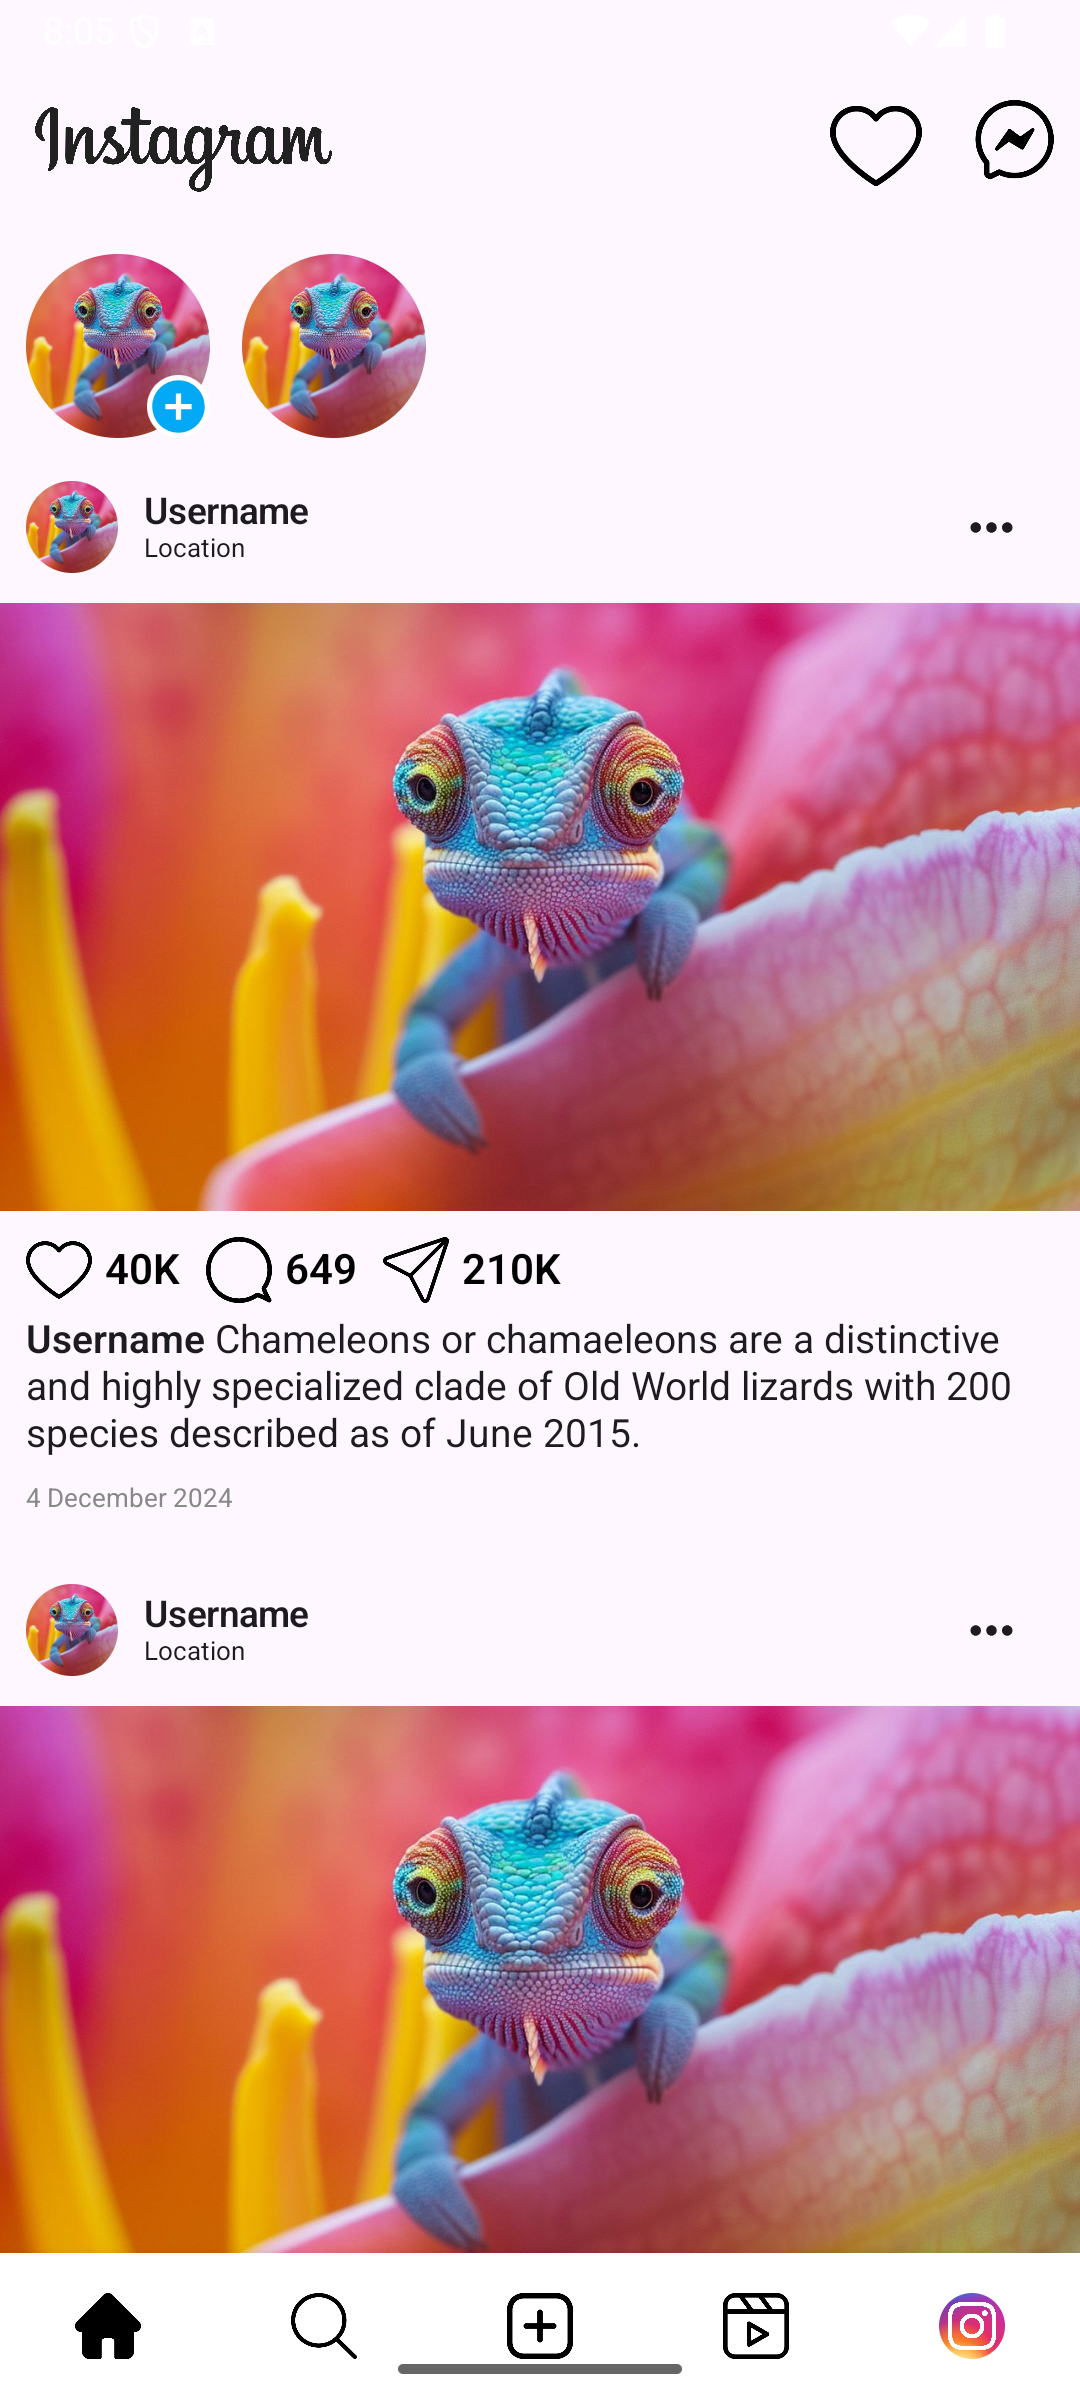 8:05
Instagram
Username
Location
40K 649 210K
Username Chameleons or chamaeleons are a distinctive
and highly specialized clade of Old World lizards with 200
species described as of June 2015.
4 December 2024
Username
Location